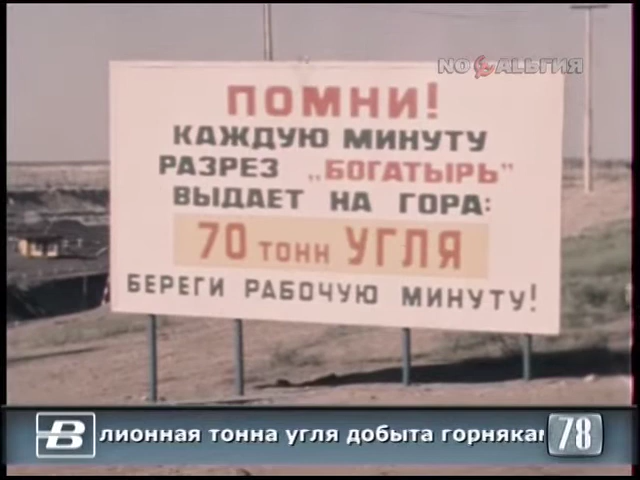 NOСТАЛЬГИЯ
ПОМНИ!
КАЖДУЮ МИНУТУ
РАЗРЕЗ „БОГАТЫРЬ”
ВЫДАЕТ НА ГОРА:
70 тонн УГЛЯ
БЕРЕГИ РАБОЧУЮ МИНУТУ!
В лионная тонна угля добыта горнякам 78